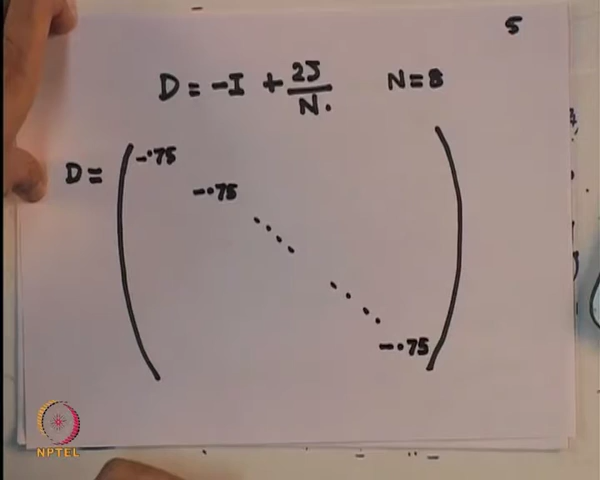 5
D = -I + 2J/N. N = 8
D = -.75
-.75
-.75
NPTEL